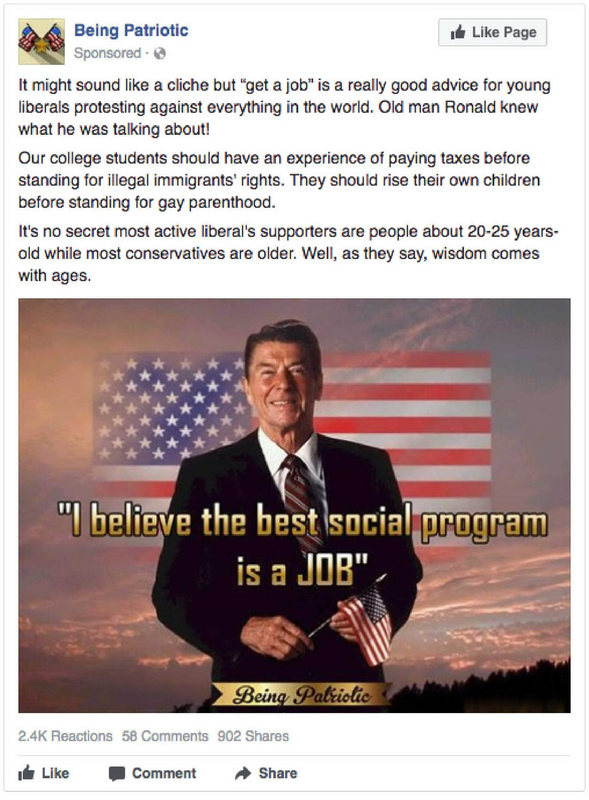 Being Patriotic
Like Page
Sponsored ·
It might sound like a cliche but “get a job” is a really good advice for young
liberals protesting against everything in the world. Old man Ronald knew
what he was talking about!
Our college students should have an experience of paying taxes before
standing for illegal immigrants' rights. They should rise their own children
before standing for gay parenthood.
It's no secret most active liberal's supporters are people about 20-25 years-
old while most conservatives are older. Well, as they say, wisdom comes
with ages.
"I believe the best social program
is a JOB"
Being Patriotic
2.4K Reactions 58 Comments 902 Shares
Like Comment Share